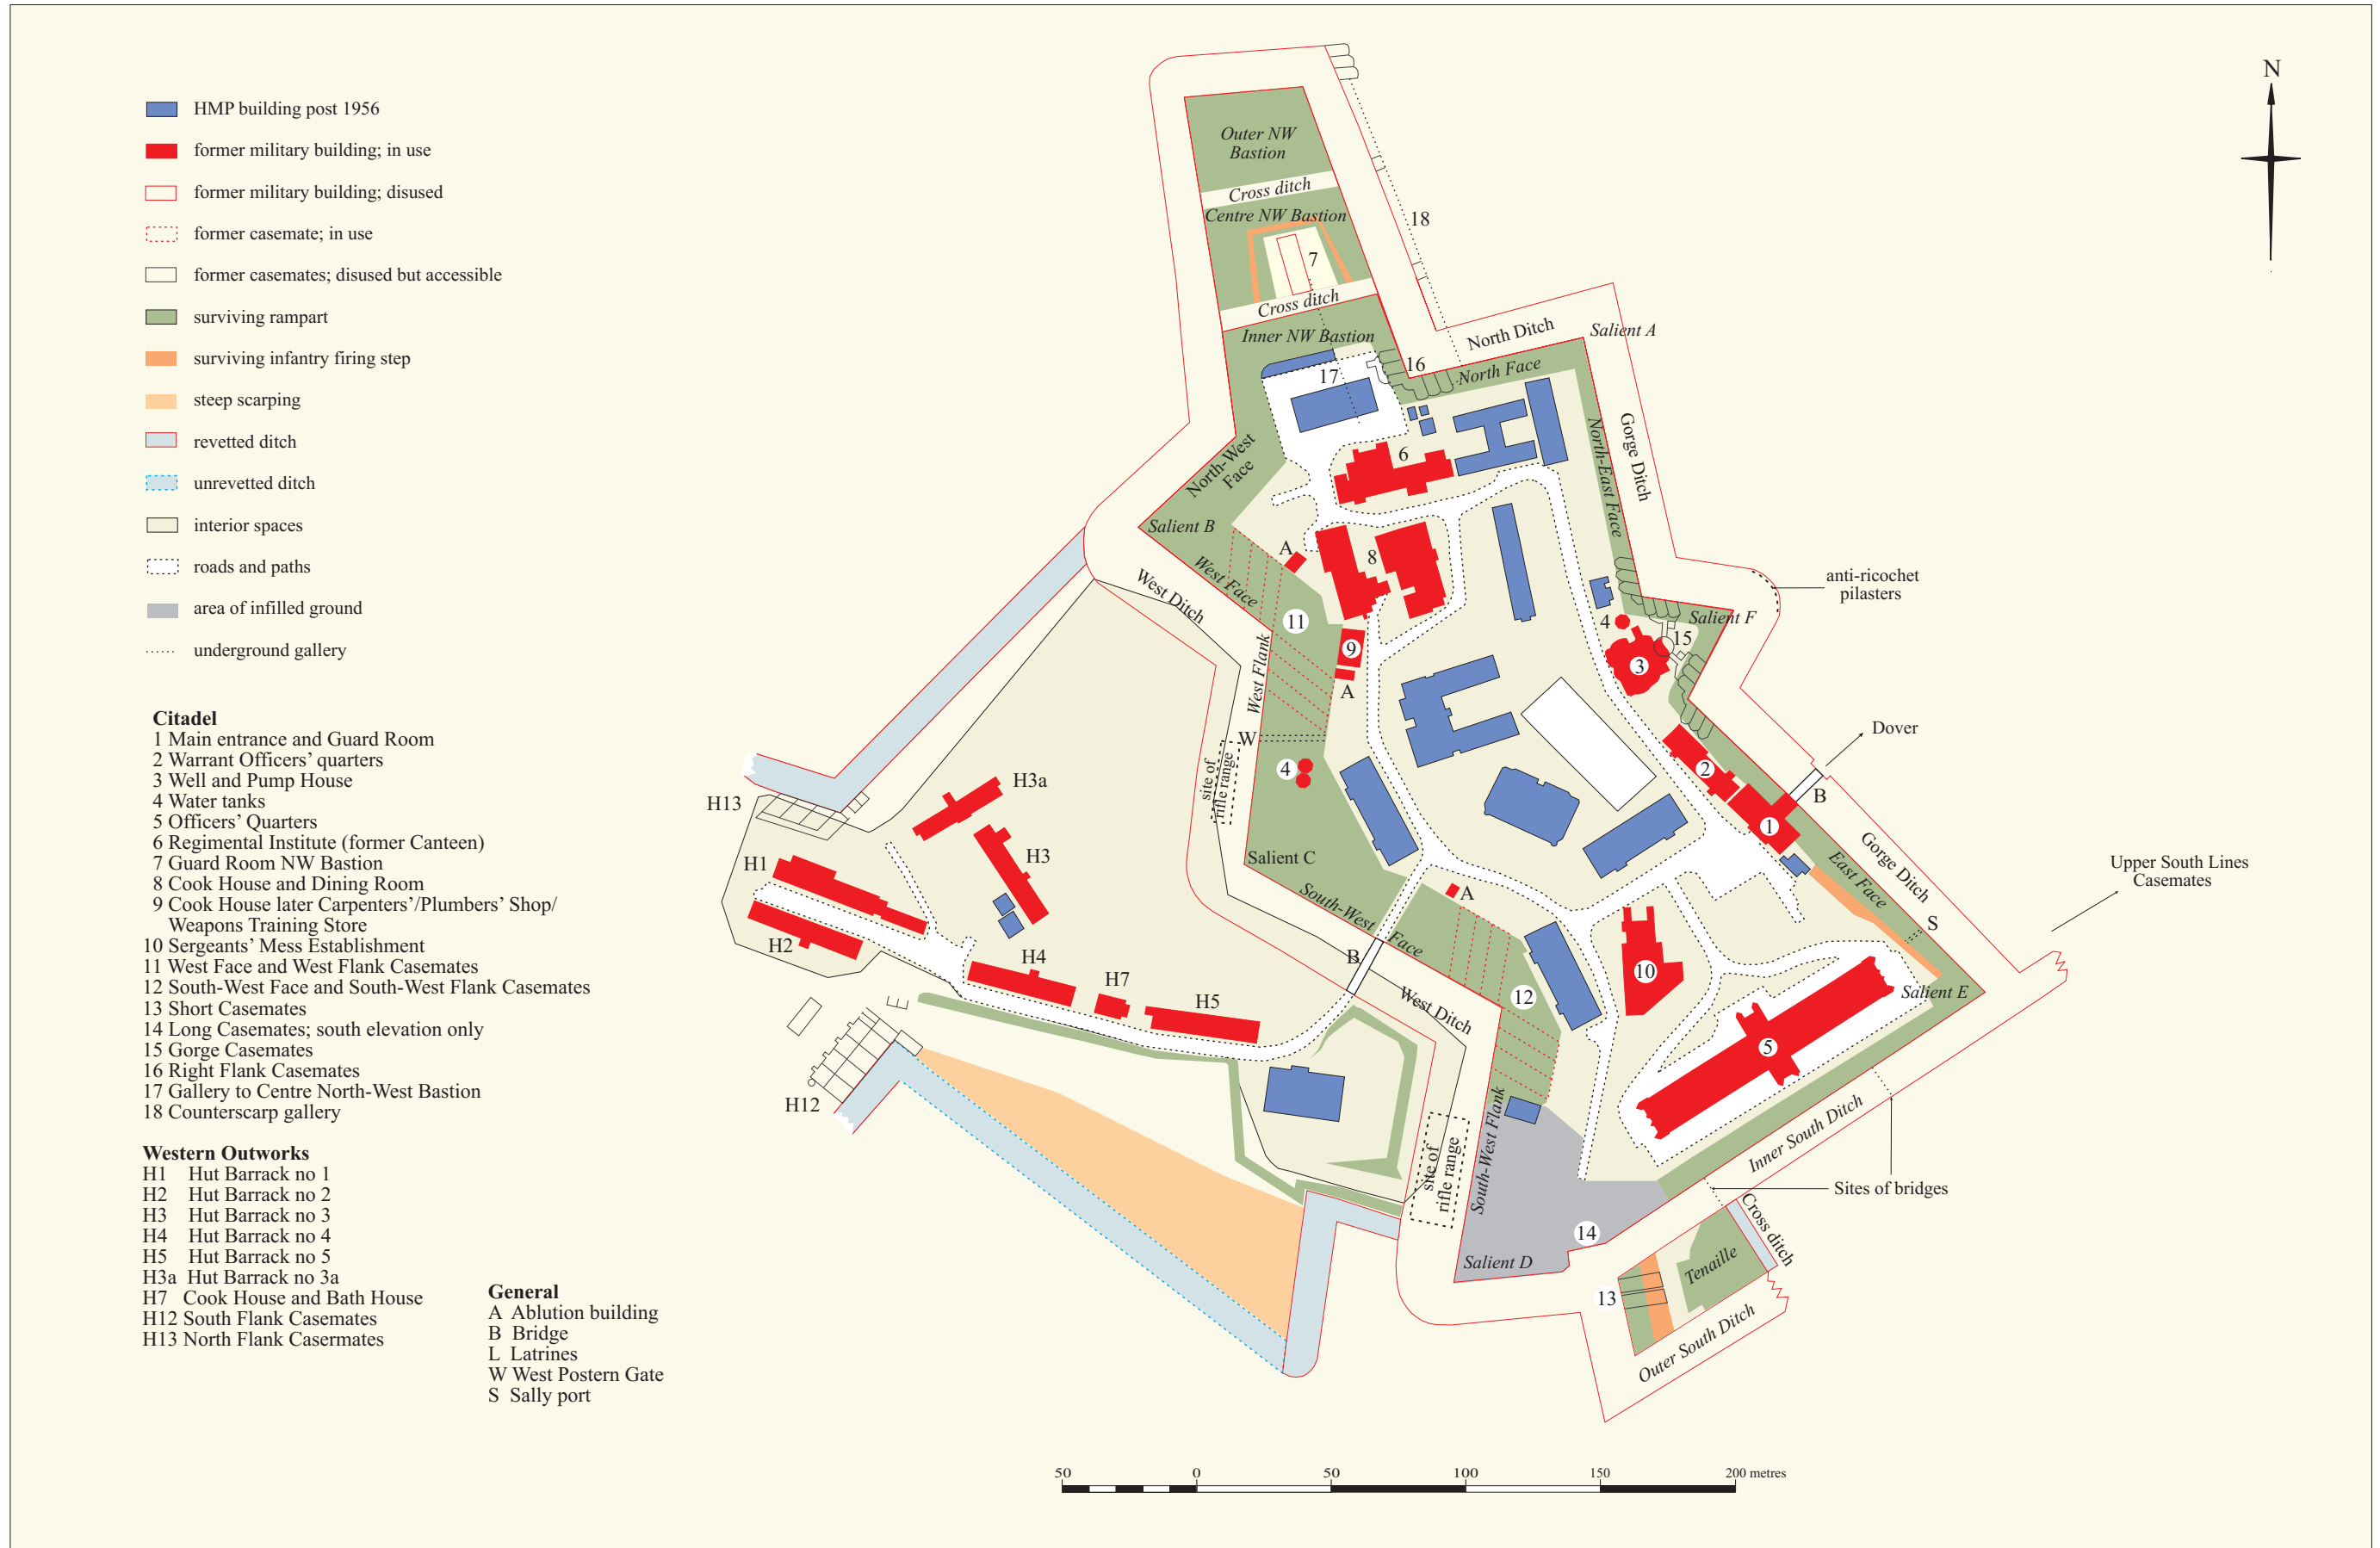 HMP building post 1956
former military building; in use
former military building; disused
former casemate; in use
former casemates; disused but accessible
surviving rampart
surviving infantry firing step
steep scarping
revetted ditch
unrevetted ditch
interior spaces
roads and paths
area of infilled ground
underground gallery
Citadel
1 Main entrance and Guard Room
2 Warrant Officers' quarters
3 Well and Pump House
4 Water tanks
5 Officers' Quarters
6 Regimental Institute (former Canteen)
7 Guard Room NW Bastion
8 Cook House and Dining Room
9 Cook House later Carpenters'/Plumbers' Shop/
Weapons Training Store
10 Sergeants' Mess Establishment
11 West Face and West Flank Casemates
12 South-West Face and South-West Flank Casemates
13 Short Casemates
14 Long Casemates; south elevation only
15 Gorge Casemates
16 Right Flank Casemates
17 Gallery to Centre North-West Bastion
18 Counterscarp gallery
Western Outworks
H1 Hut Barrack no 1
H2 Hut Barrack no 2
H3 Hut Barrack no 3
H4 Hut Barrack no 4
H5 Hut Barrack no 5
H3a Hut Barrack no 3a
H7 Cook House and Bath House
H12 South Flank Casemates
H13 North Flank Casermates
General
A Ablution building
B Bridge
L Latrines
W West Postern Gate
S Sally port
N
Outer NW
Bastion
Cross ditch
Centre NW Bastion
18
7
Cross ditch
Inner NW Bastion
North Ditch
Salient A
16
17
North Face
North-West
Face
6
North-East Face
Gorge Ditch
Salient B
A
8
West Face
West Ditch
anti-ricochet
pilasters
11
4
Salient F
15
9
3
West Flank
A
Dover
W
site of
rifle range
4
2
B
1
H13
H3a
H1
H3
Salient C
East Face
Gorge Ditch
Upper South Lines
Casemates
A
South-West
Face
S
H2
H4
B
10
H7
H5
West Ditch
12
Salient E
5
H12
South-West Flank
site of
rifle range
Inner South Ditch
Sites of bridges
Cross ditch
14
Salient D
Tenaille
13
Outer South Ditch
50
0
50
100
150
200 metres